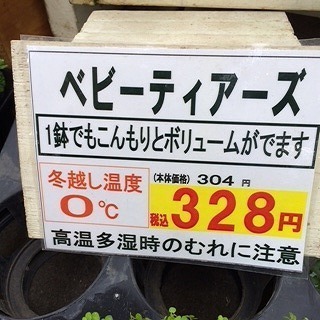 ベビーティアーズ
1鉢でもこんもりとボリュームがでます
冬越し温度
0℃
(本体価格) 304 円
税込 328円
高温多湿時のむれに注意